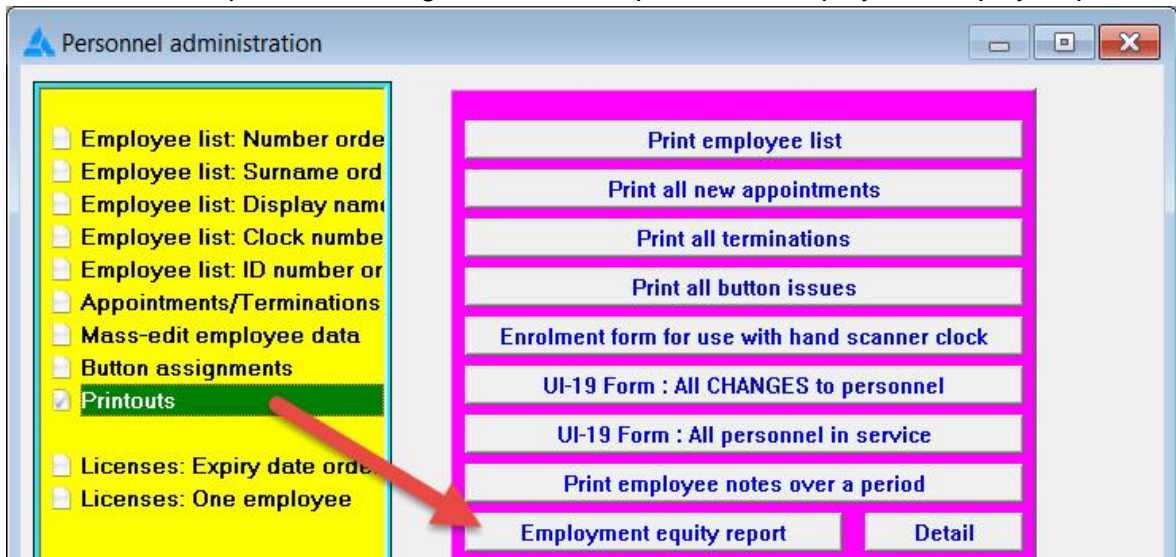 Personnel administration
Employee list: Number orde
Employee list: Surname ord
Employee list: Display name
Employee list: Clock numbe
Employee list: ID number or
Appointments/Terminations
Mass-edit employee data
Button assignments
Printouts
Licenses: Expiry date orde
Licenses: One employee
Print employee list
Print all new appointments
Print all terminations
Print all button issues
Enrolment form for use with hand scanner clock
UI-19 Form : All CHANGES to personnel
UI-19 Form : All personnel in service
Print employee notes over a period
Employment equity report
Detail